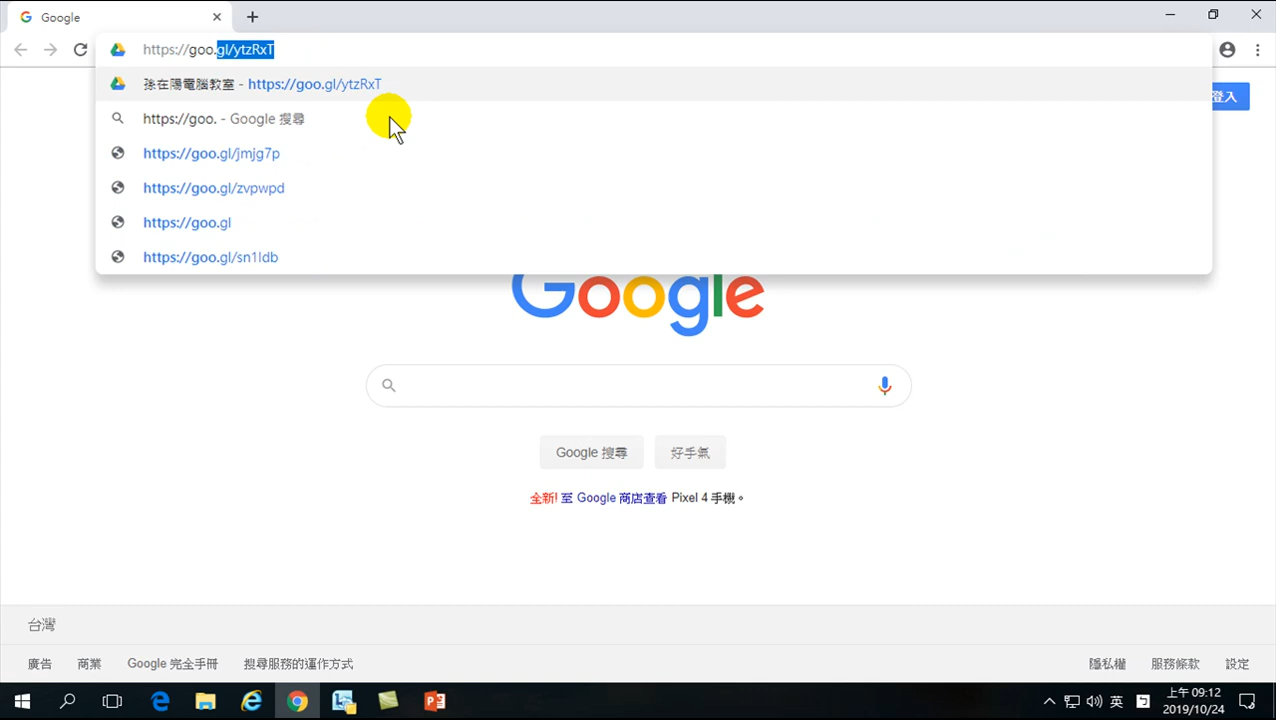 Google
https://goo.gl/ytzRxT
孫在陽電腦教室 - https://goo.gl/ytzRxT
登入
https://goo. - Google 搜尋
https://goo.gl/jmjg7p
https://goo.gl/zvpwpd
https://goo.gl
https://goo.gl/sn1ldb
Google
Google 搜尋
好手氣
全新! 至 Google 商店查看 Pixel 4 手機。
台灣
廣告
商業
Google 完全手冊
搜尋服務的運作方式
隱私權
服務條款
設定
英
上午 09:12
2019/10/24